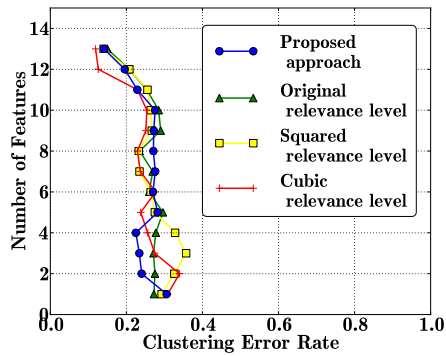 Number of Features
14
12
10
8
6
4
2
0
0.0 0.2 0.4 0.6 0.8 1.0
Clustering Error Rate
Proposed
approach
Original
relevance level
Squared
relevance level
Cubic
relevance level